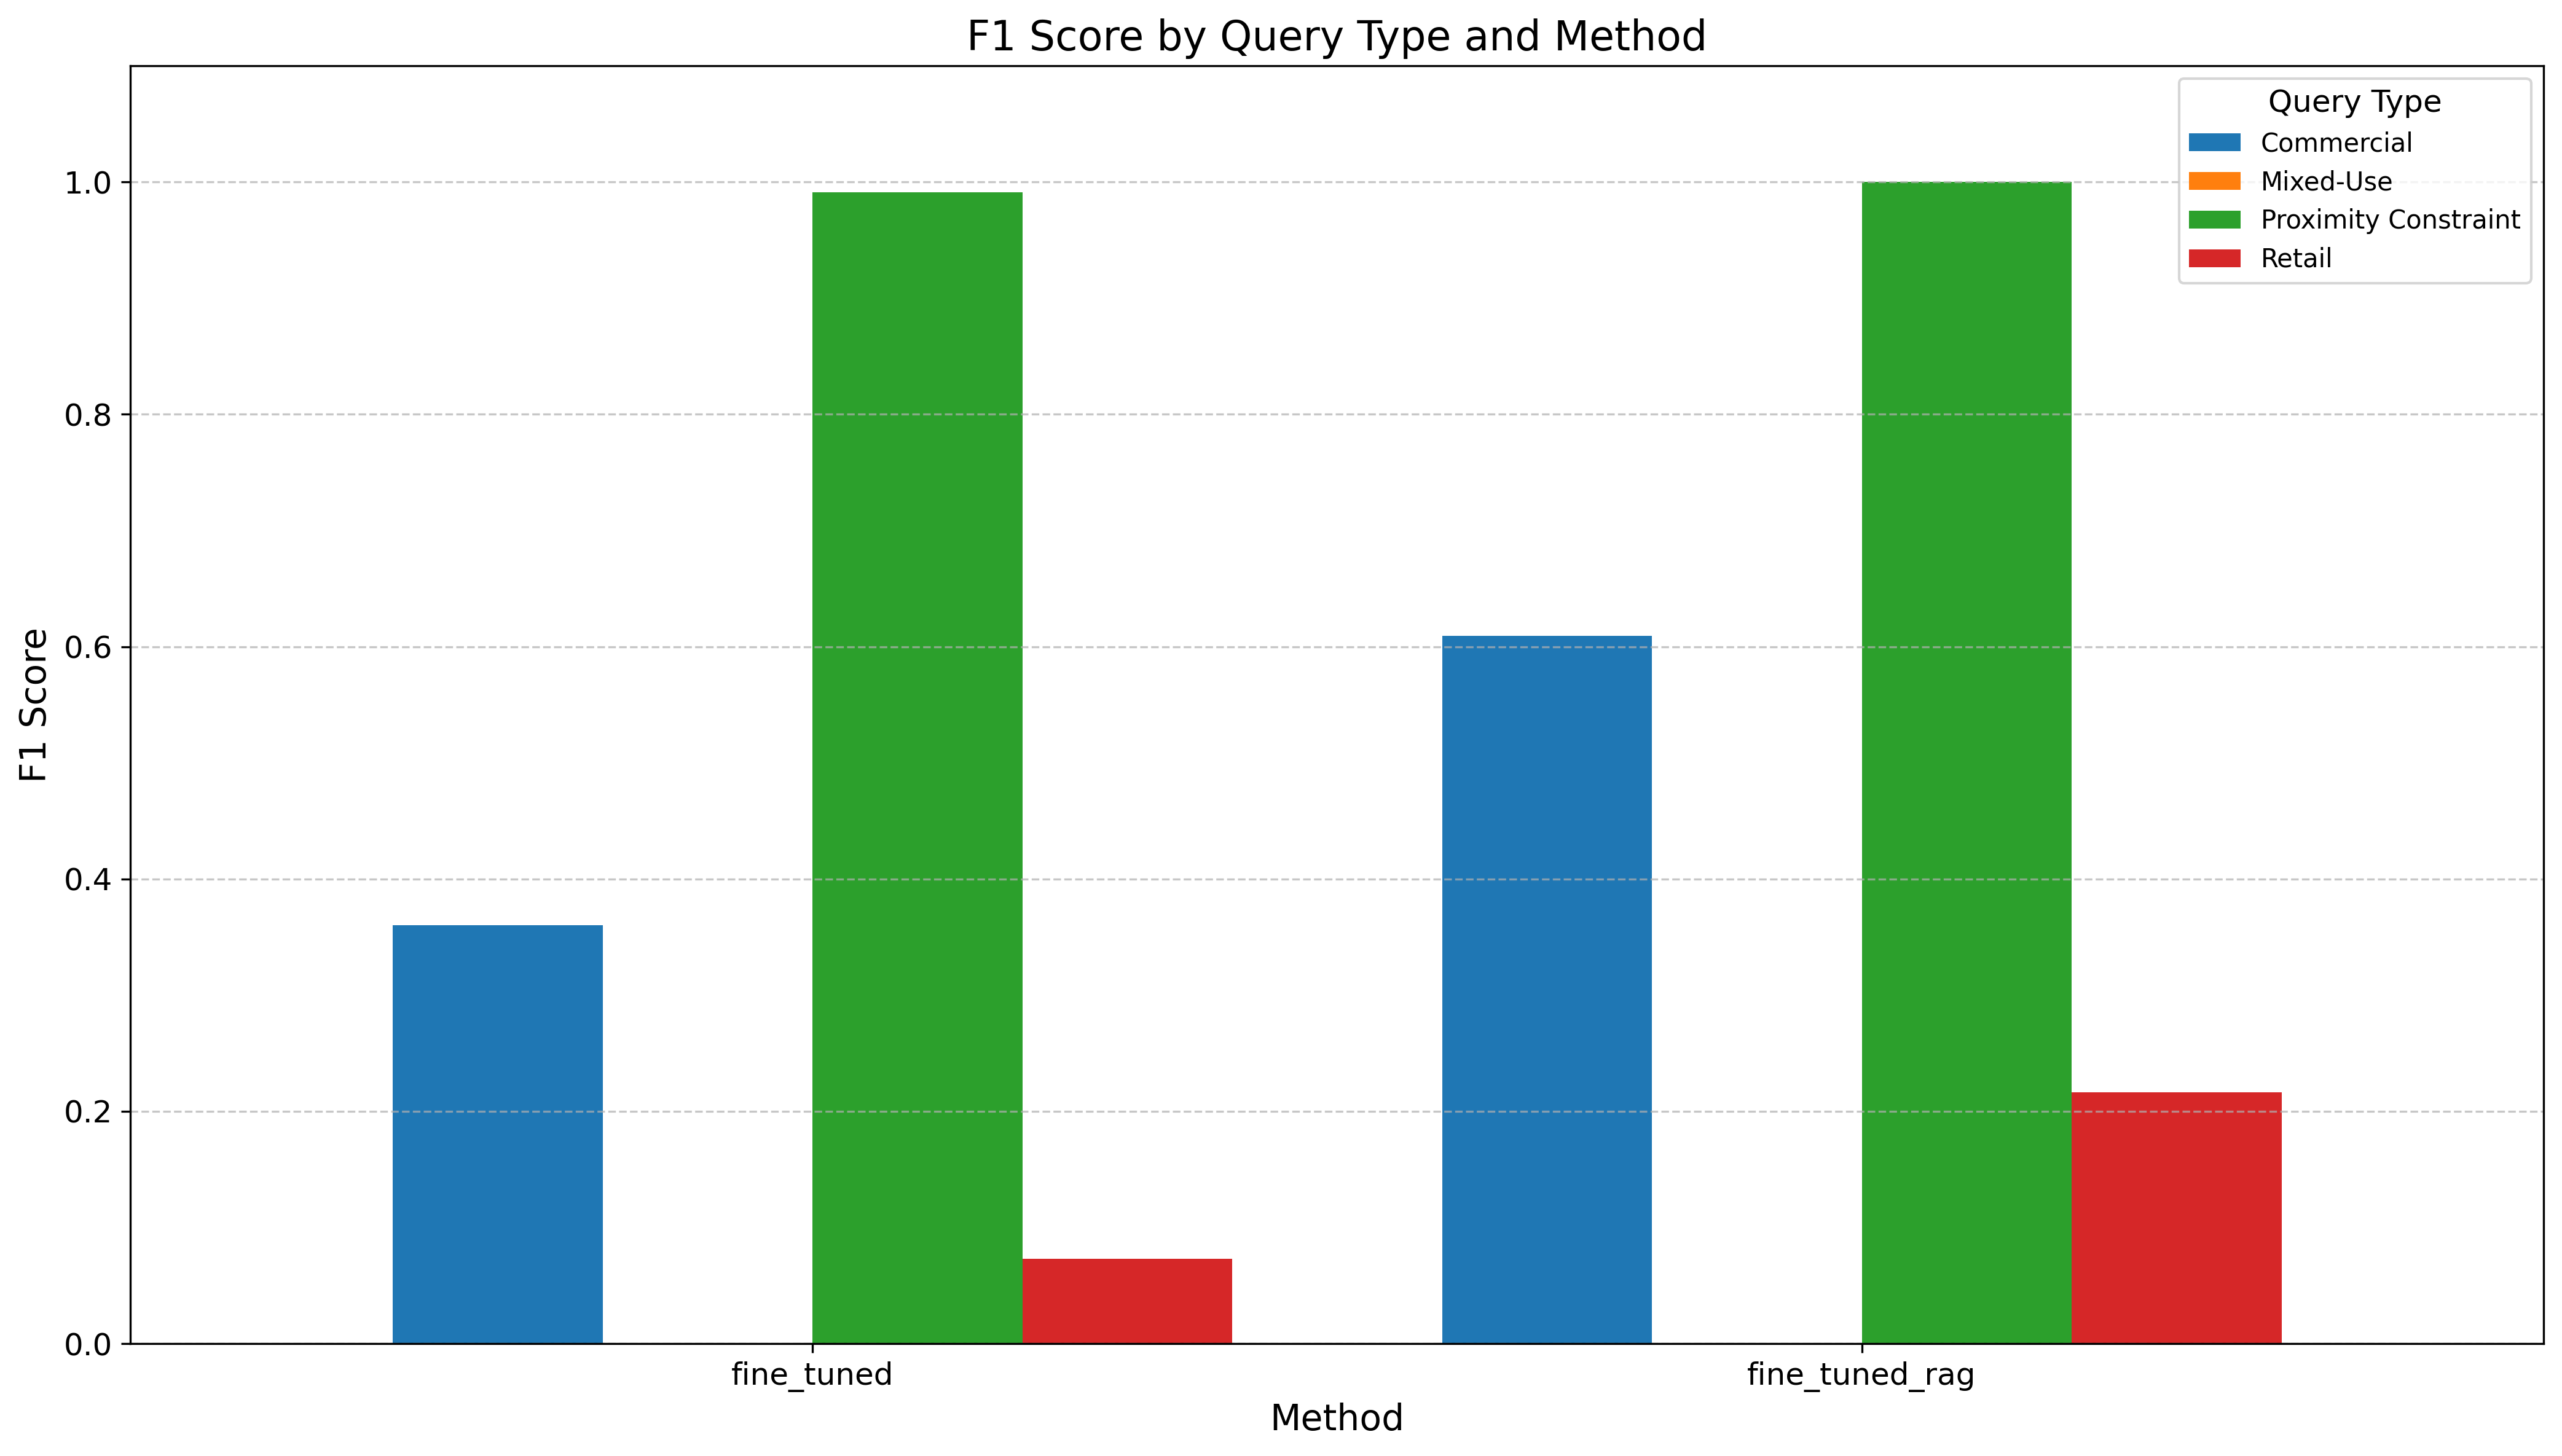 F1 Score by Query Type and Method
Query Type
Commercial
Mixed-Use
Proximity Constraint
Retail
F1 Score
1.0
0.8
0.6
0.4
0.2
0.0
fine_tuned
fine_tuned_rag
Method